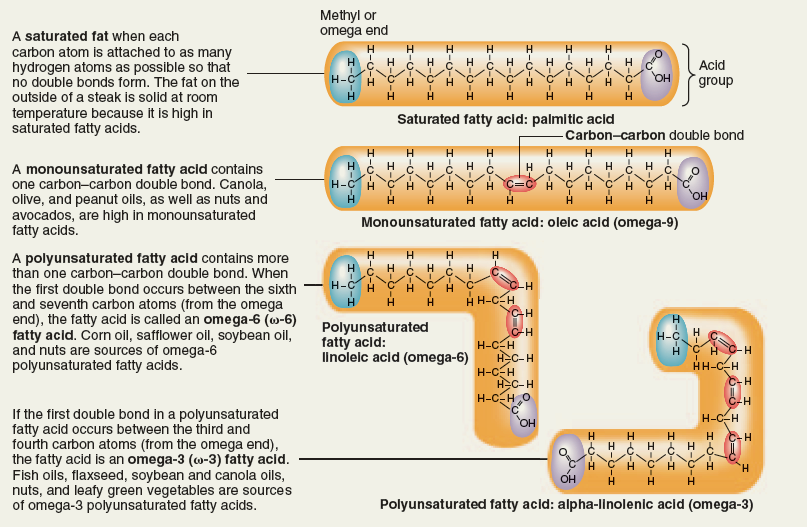 Methyl or
omega end
A saturated fat when each
carbon atom is attached to as many
hydrogen atoms as possible so that
no double bonds form. The fat on the
outside of a steak is solid at room
temperature because it is high in
saturated fatty acids.
Acid
group
Saturated fatty acid: palmitic acid
Carbon–carbon double bond
A monounsaturated fatty acid contains
one carbon–carbon double bond. Canola,
olive, and peanut oils, as well as nuts and
avocados, are high in monounsaturated
fatty acids.
Monounsaturated fatty acid: oleic acid (omega-9)
A polyunsaturated fatty acid contains more
than one carbon–carbon double bond. When
the first double bond occurs between the sixth
and seventh carbon atoms (from the omega
end), the fatty acid is called an omega-6 (ω-6)
fatty acid. Corn oil, safflower oil, soybean oil,
and nuts are sources of omega-6
polyunsaturated fatty acids.
Polyunsaturated
fatty acid:
linoleic acid (omega-6)
If the first double bond in a polyunsaturated
fatty acid occurs between the third and
fourth carbon atoms (from the omega end),
the fatty acid is an omega-3 (ω-3) fatty acid.
Fish oils, flaxseed, soybean and canola oils,
nuts, and leafy green vegetables are sources
of omega-3 polyunsaturated fatty acids.
Polyunsaturated fatty acid: alpha-linolenic acid (omega-3)